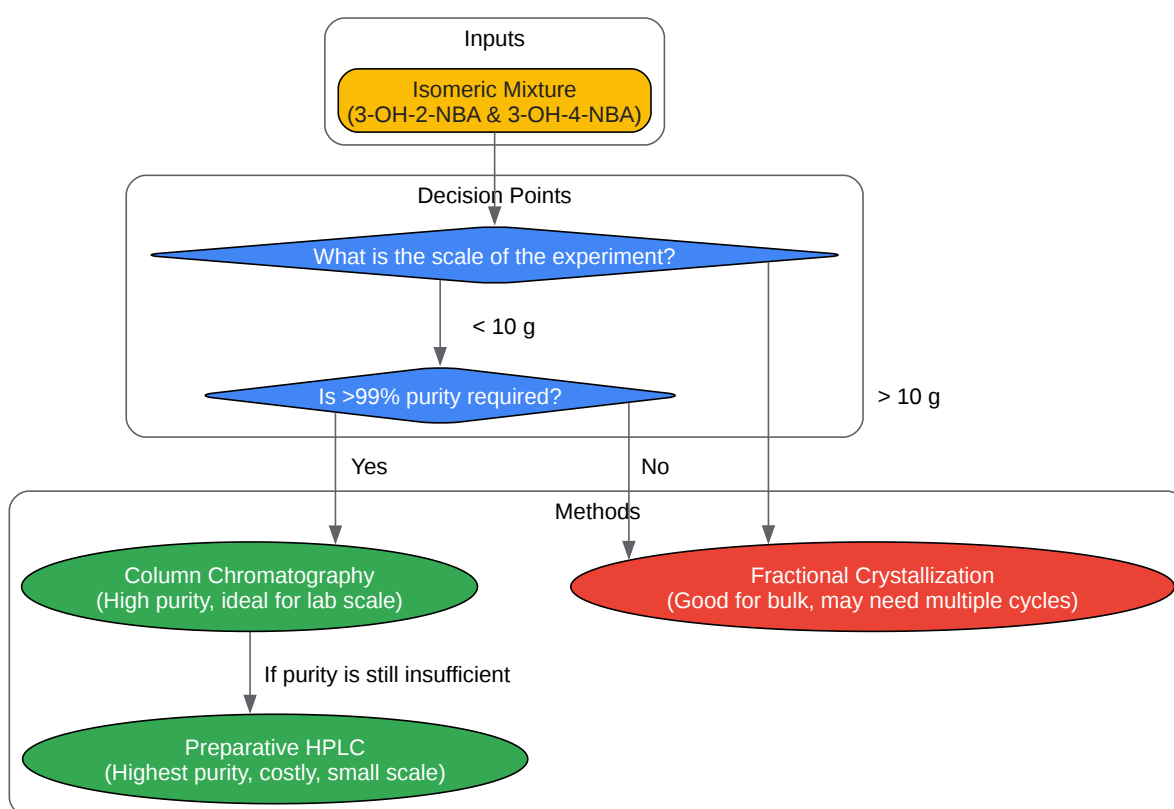 Inputs
Isomeric Mixture
(3-OH-2-NBA & 3-OH-4-NBA)
Decision Points
What is the scale of the experiment?
< 10 g
Is >99% purity required?
> 10 g
Yes
No
Methods
Column Chromatography
(High purity, ideal for lab scale)
Fractional Crystallization
(Good for bulk, may need multiple cycles)
If purity is still insufficient
Preparative HPLC
(Highest purity, costly, small scale)